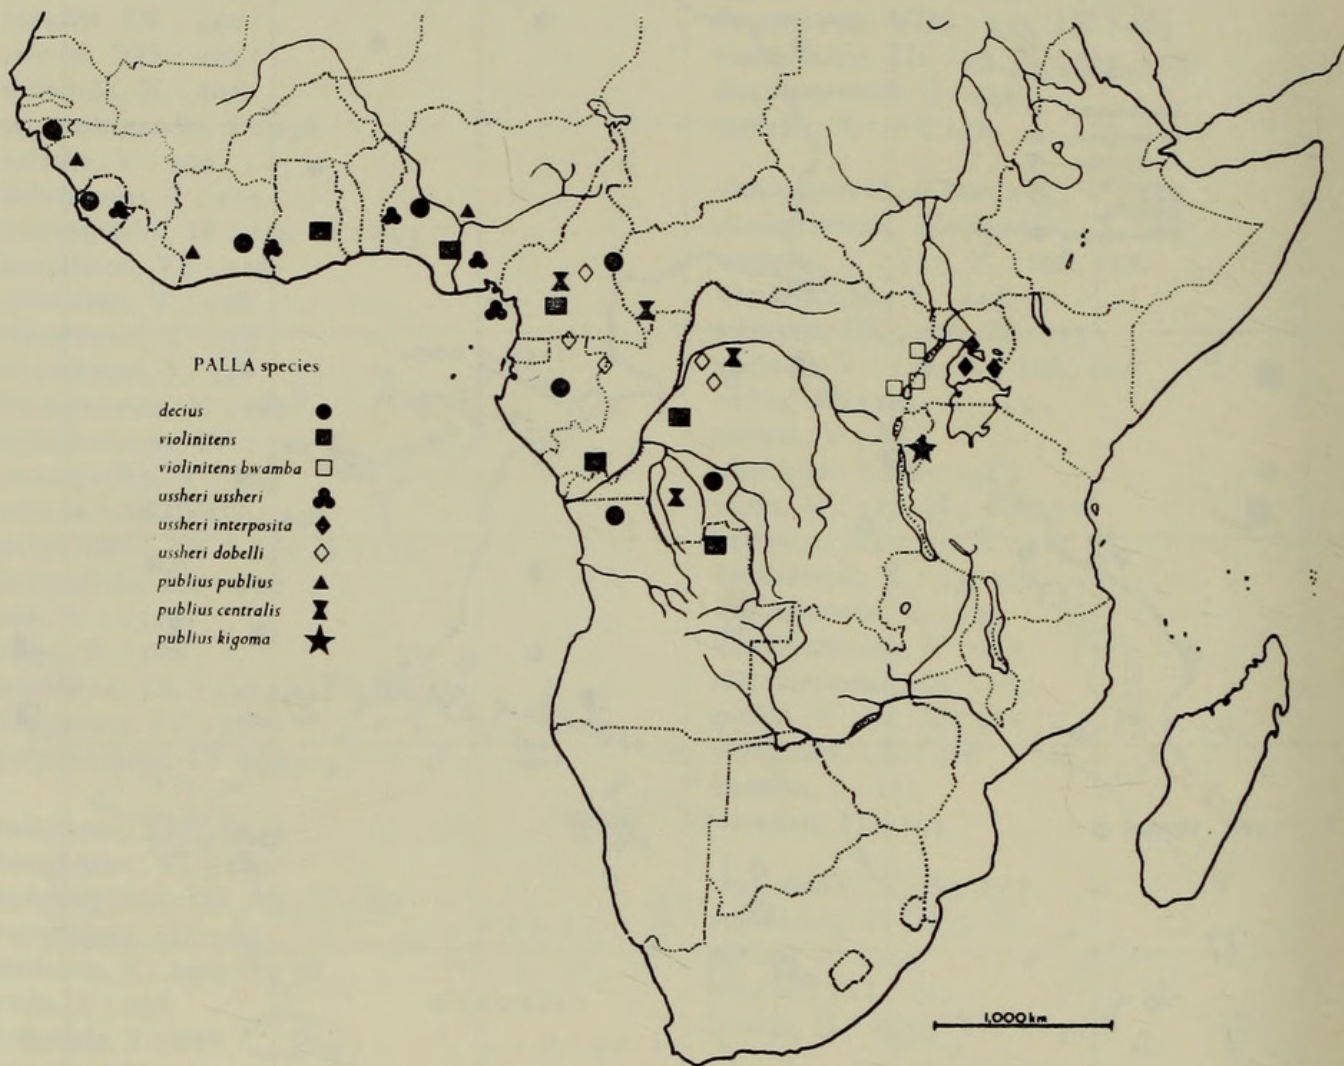 PALLA species
decius
violinitens
violinitens bwamba
ussheri ussheri
ussheri interposita
ussheri dobelli
publius publius
publius centralis
publius kigoma
1,000 km